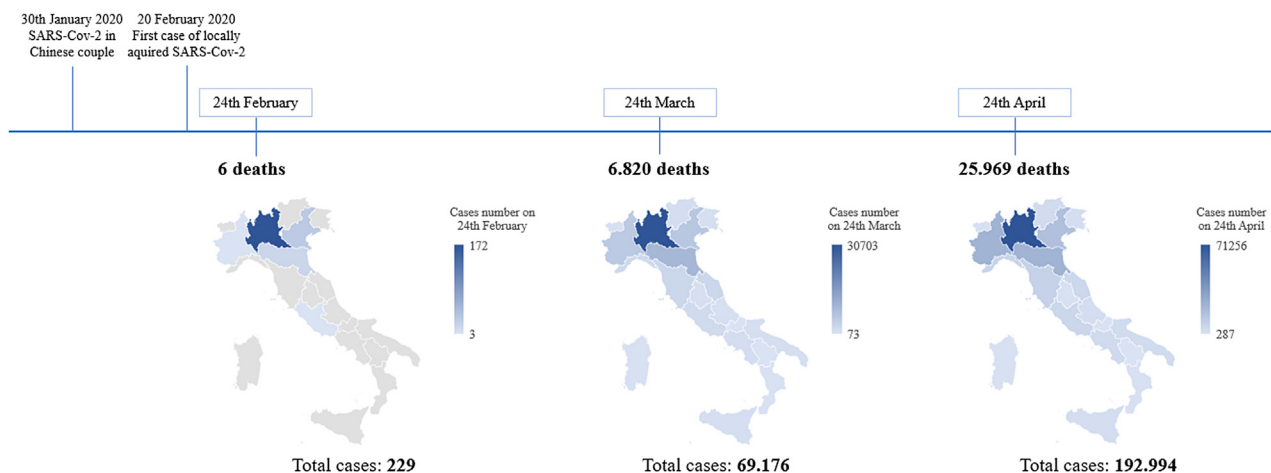 30th January 2020
SARS-Cov-2 in
Chinese couple
20 February 2020
First case of locally
aquired SARS-Cov-2
24th February
24th March
24th April
6 deaths
6.820 deaths
25.969 deaths
Cases number on
24th February
172
3
Cases number
on 24th March
30703
73
Cases number
on 24th April
71256
287
Total cases: 229
Total cases: 69.176
Total cases: 192.994